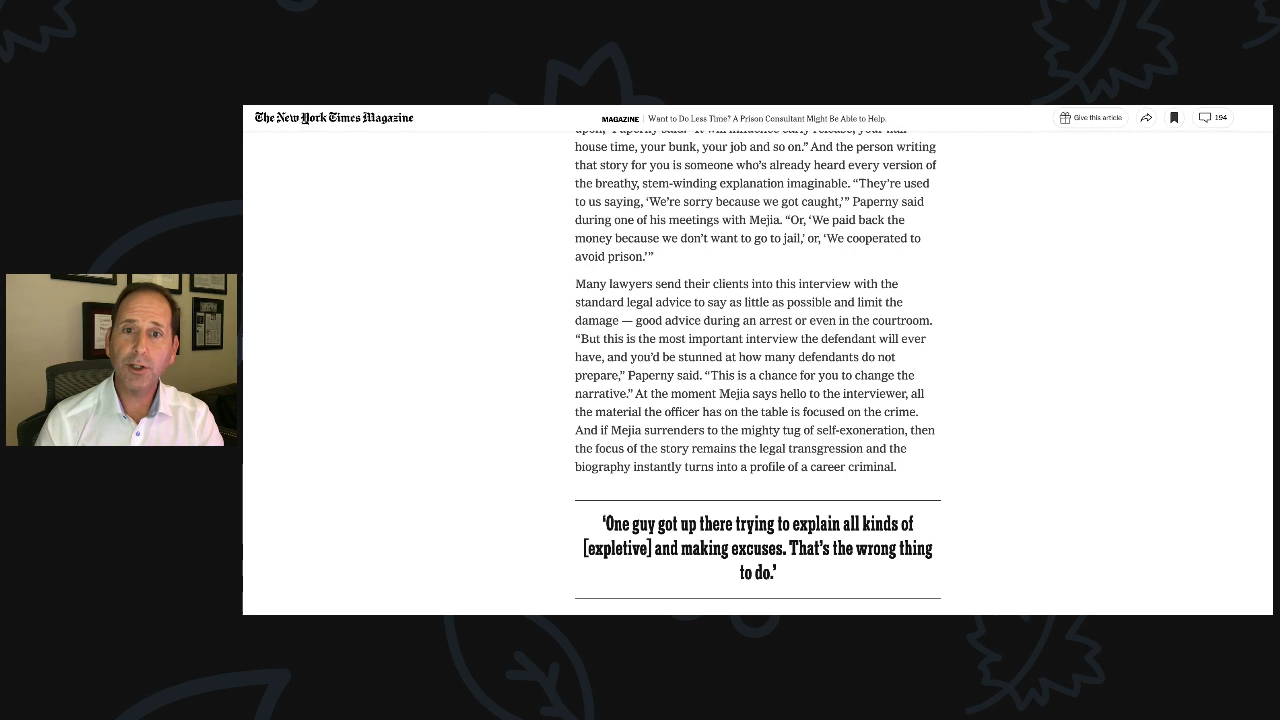 The New York Times Magazine
MAGAZINE | Want to Do Less Time? A Prison Consultant Might Be Able to Help.
Give this article
194
upon,” Paperny said. “It will influence early release, your half-
house time, your bunk, your job and so on.” And the person writing
that story for you is someone who’s already heard every version of
the breathy, stem-winding explanation imaginable. “They’re used
to us saying, ‘We’re sorry because we got caught,’” Paperny said
during one of his meetings with Mejia. “Or, ‘We paid back the
money because we don’t want to go to jail,’ or, ‘We cooperated to
avoid prison.’”
Many lawyers send their clients into this interview with the
standard legal advice to say as little as possible and limit the
damage — good advice during an arrest or even in the courtroom.
“But this is the most important interview the defendant will ever
have, and you’d be stunned at how many defendants do not
prepare,” Paperny said. “This is a chance for you to change the
narrative.” At the moment Mejia says hello to the interviewer, all
the material the officer has on the table is focused on the crime.
And if Mejia surrenders to the mighty tug of self-exoneration, then
the focus of the story remains the legal transgression and the
biography instantly turns into a profile of a career criminal.
‘One guy got up there trying to explain all kinds of
[expletive] and making excuses. That’s the wrong thing
to do.’